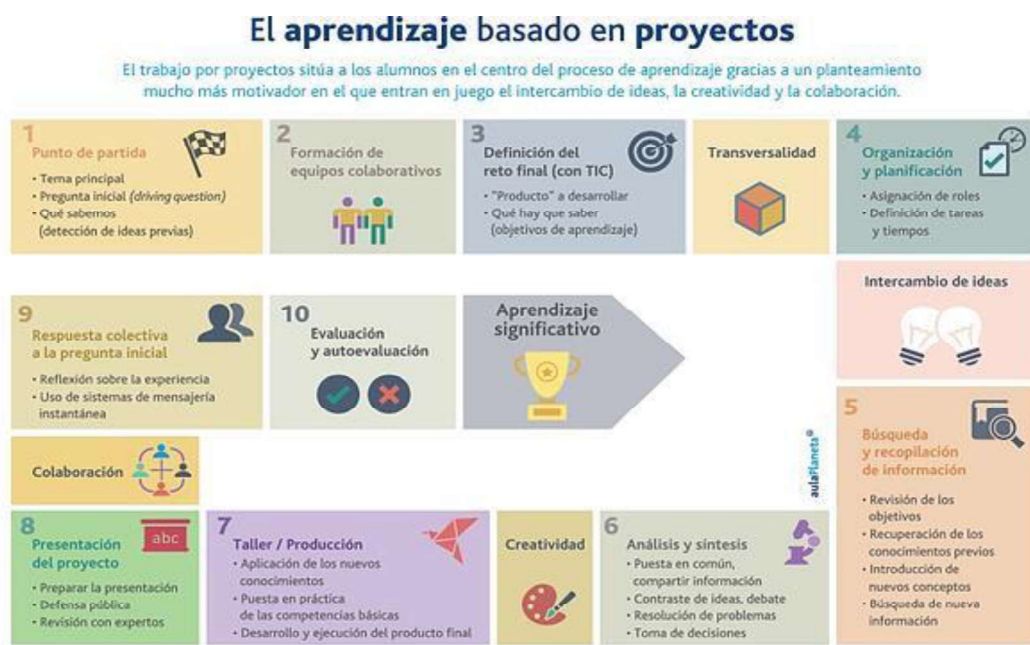 El aprendizaje basado en proyectos
El trabajo por proyectos sitúa a los alumnos en el centro del proceso de aprendizaje gracias a un planteamiento
mucho más motivador en el que entran en juego el intercambio de ideas, la creatividad y la colaboración.
1
Punto de partida
• Tema principal
• Pregunta inicial (driving question)
• Qué sabemos
(detección de ideas previas)
2
Formación de
equipos colaborativos
3
Definición del
reto final (con TIC)
• "Producto" a desarrollar
• Qué hay que saber
(objetivos de aprendizaje)
Transversalidad
4
Organización
y planificación
• Asignación de roles
• Definición de tareas
y tiempos
Intercambio de ideas
5
Búsqueda
y recopilación
de información
• Revisión de los
objetivos
• Recuperación de los
conocimientos previos
• Introducción de
nuevos conceptos
• Búsqueda de nueva
información
6
Análisis y síntesis
• Puesta en común,
compartir información
• Contraste de ideas, debate
• Resolución de problemas
• Toma de decisiones
Creatividad
7
Taller / Producción
• Aplicación de los nuevos
conocimientos
• Puesta en práctica
de las competencias básicas
• Desarrollo y ejecución del producto final
8
abc
Presentación
del proyecto
• Preparar la presentación
• Defensa pública
• Revisión con expertos
Colaboración
9
Respuesta colectiva
a la pregunta inicial
• Reflexión sobre la experiencia
• Uso de sistemas de mensajería
instantánea
10
Evaluación
y autoevaluación
Aprendizaje
significativo
aulaPlaneta